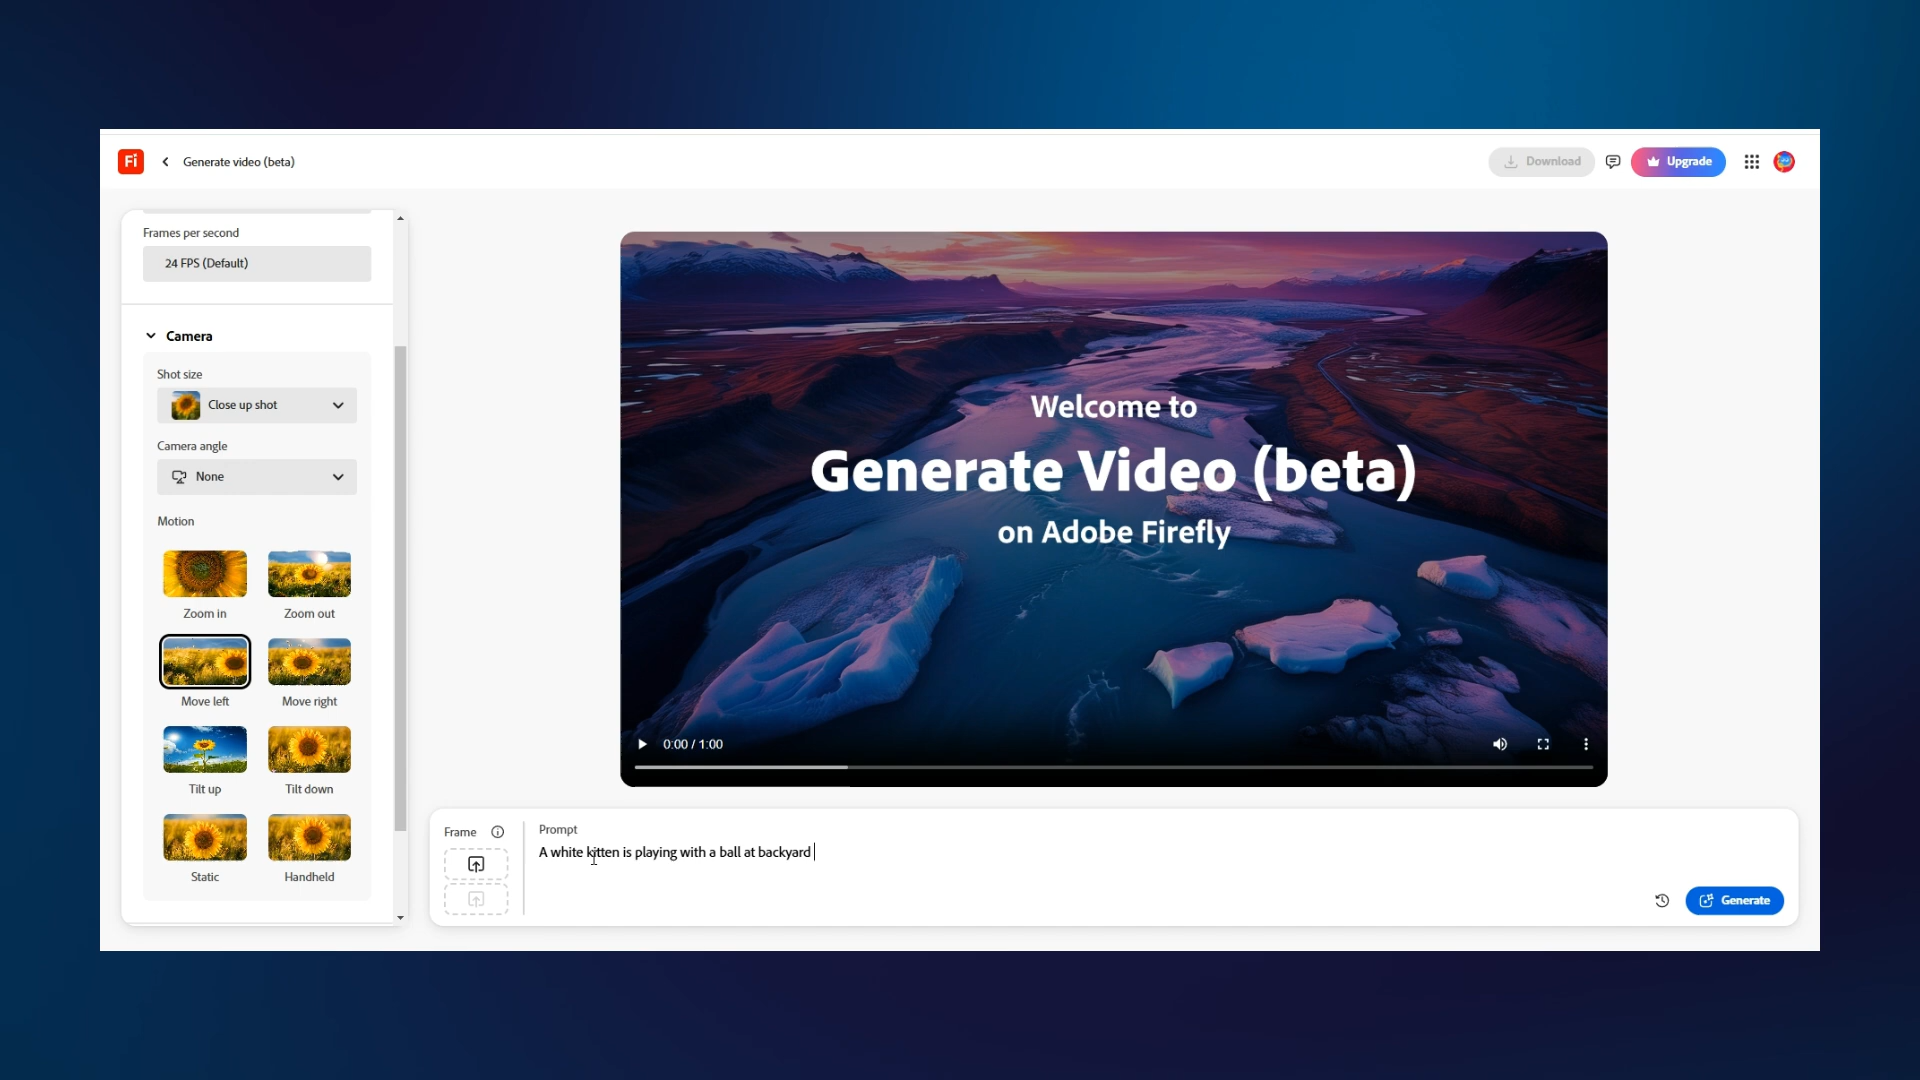 Fi
Generate video (beta)
Download
Upgrade
Frames per second
24 FPS (Default)
Camera
Shot size
Close up shot
Camera angle
None
Motion
Zoom in
Zoom out
Move left
Move right
Tilt up
Tilt down
Static
Handheld
Welcome to
Generate Video (beta)
on Adobe Firefly
0:00 / 1:00
Frame
Prompt
A white kitten is playing with a ball at backyard
Generate